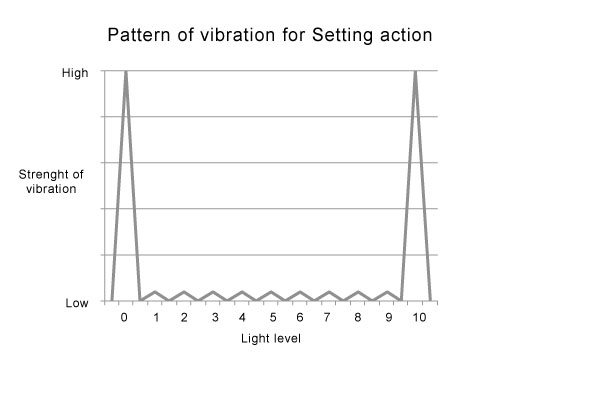 Pattern of vibration for Setting action
High
Strenght of
vibration
Low
0 1 2 3 4 5 6 7 8 9 10
Light level